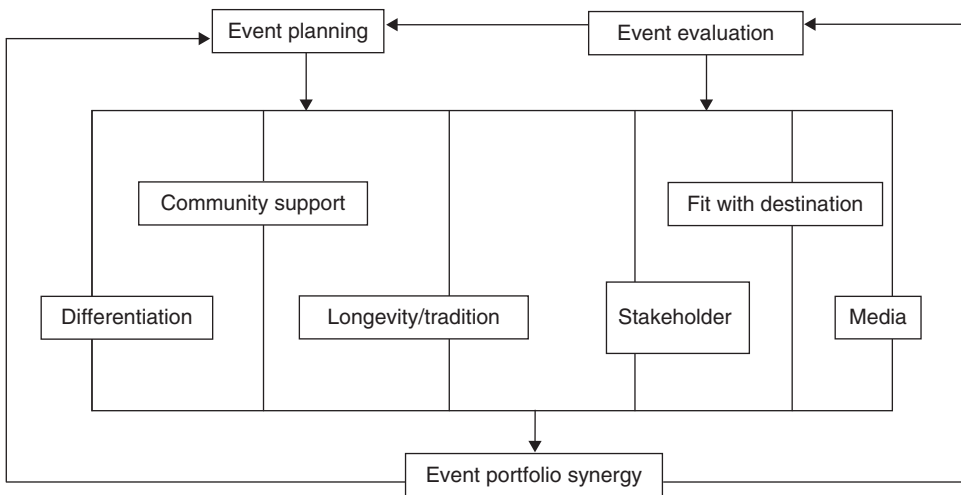 Event planning
Event evaluation
Community support
Fit with destination
Differentiation
Longevity/tradition
Stakeholder
Media
Event portfolio synergy